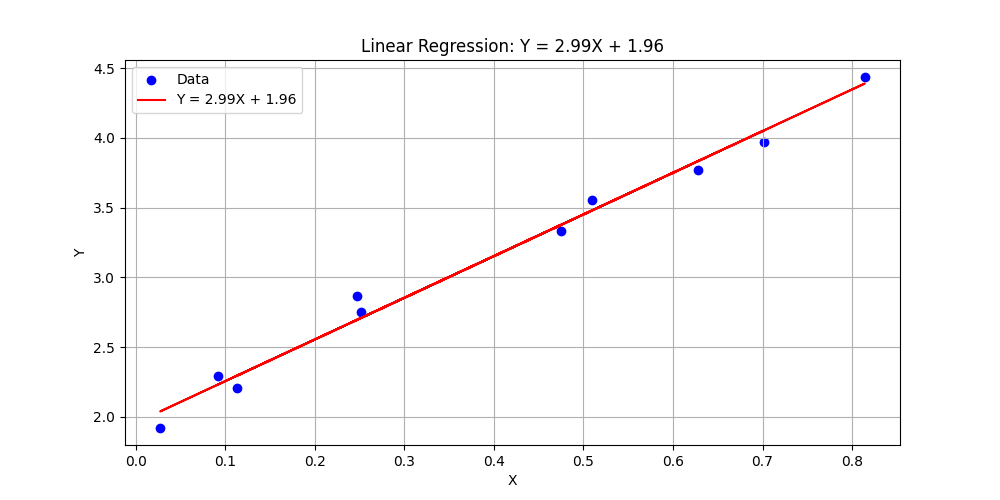 Linear Regression: Y = 2.99X + 1.96
Data
Y = 2.99X + 1.96
4.5
4.0
3.5
3.0
2.5
2.0
Y
0.0 0.1 0.2 0.3 0.4 0.5 0.6 0.7 0.8
X